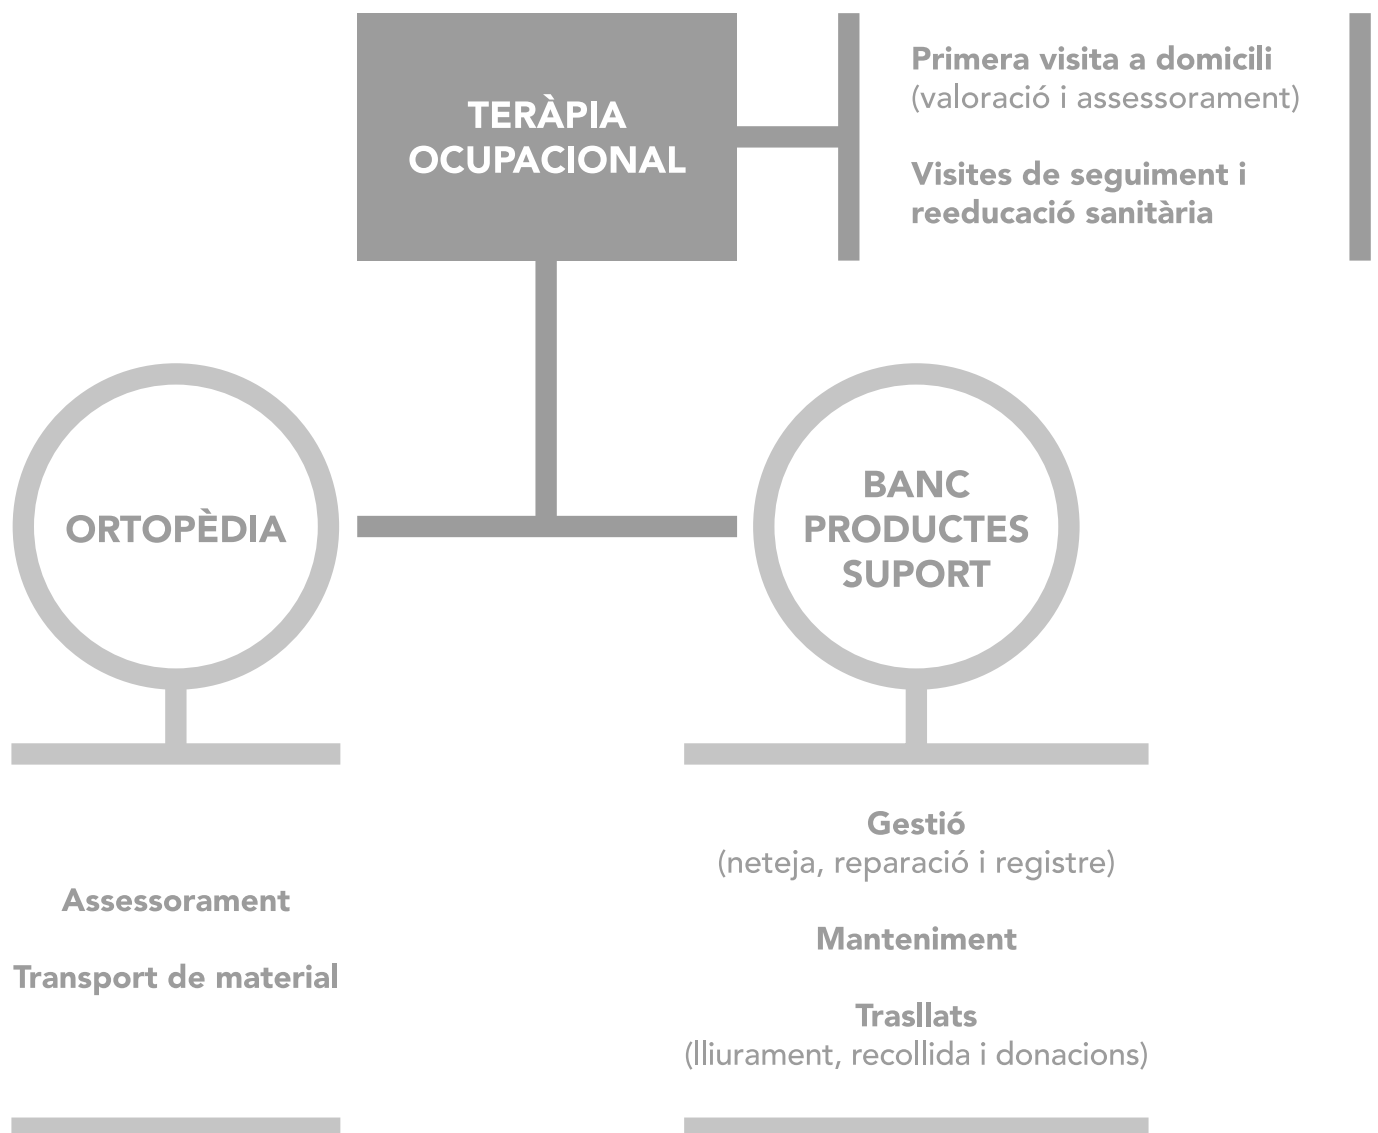 TERÀPIA
OCUPACIONAL
Primera visita a domicili
(valoració i assessorament)
Visites de seguiment i
reeducació sanitària
ORTOPÈDIA
BANC
PRODUCTES
SUPORT
Assessorament
Transport de material
Gestió
(neteja, reparació i registre)
Manteniment
Trasllats
(lliurament, recollida i donacions)